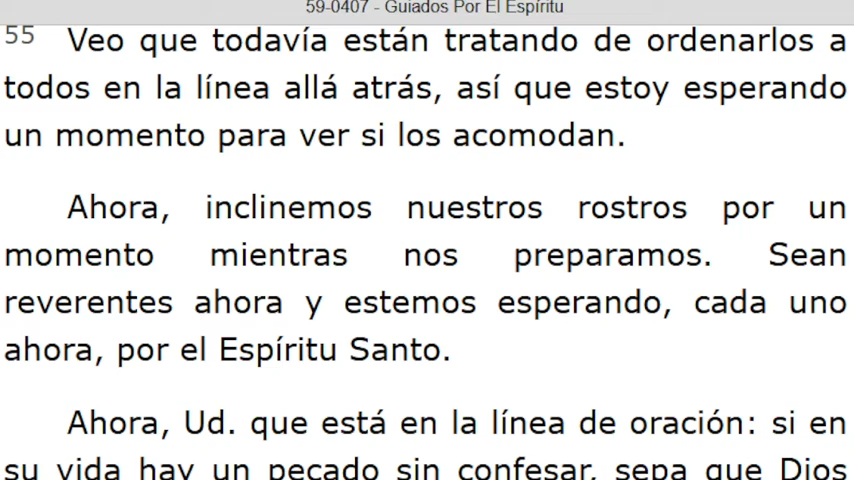 59-0407 - Guiados Por El Espíritu
55 Veo que todavía están tratando de ordenarlos a
todos en la línea allá atrás, así que estoy esperando
un momento para ver si los acomodan.
Ahora, inclinemos nuestros rostros por un
momento mientras nos preparamos. Sean
reverentes ahora y estemos esperando, cada uno
ahora, por el Espíritu Santo.
Ahora, Ud. que está en la línea de oración: si en
su vida hay un pecado sin confesar, sepa que Dios